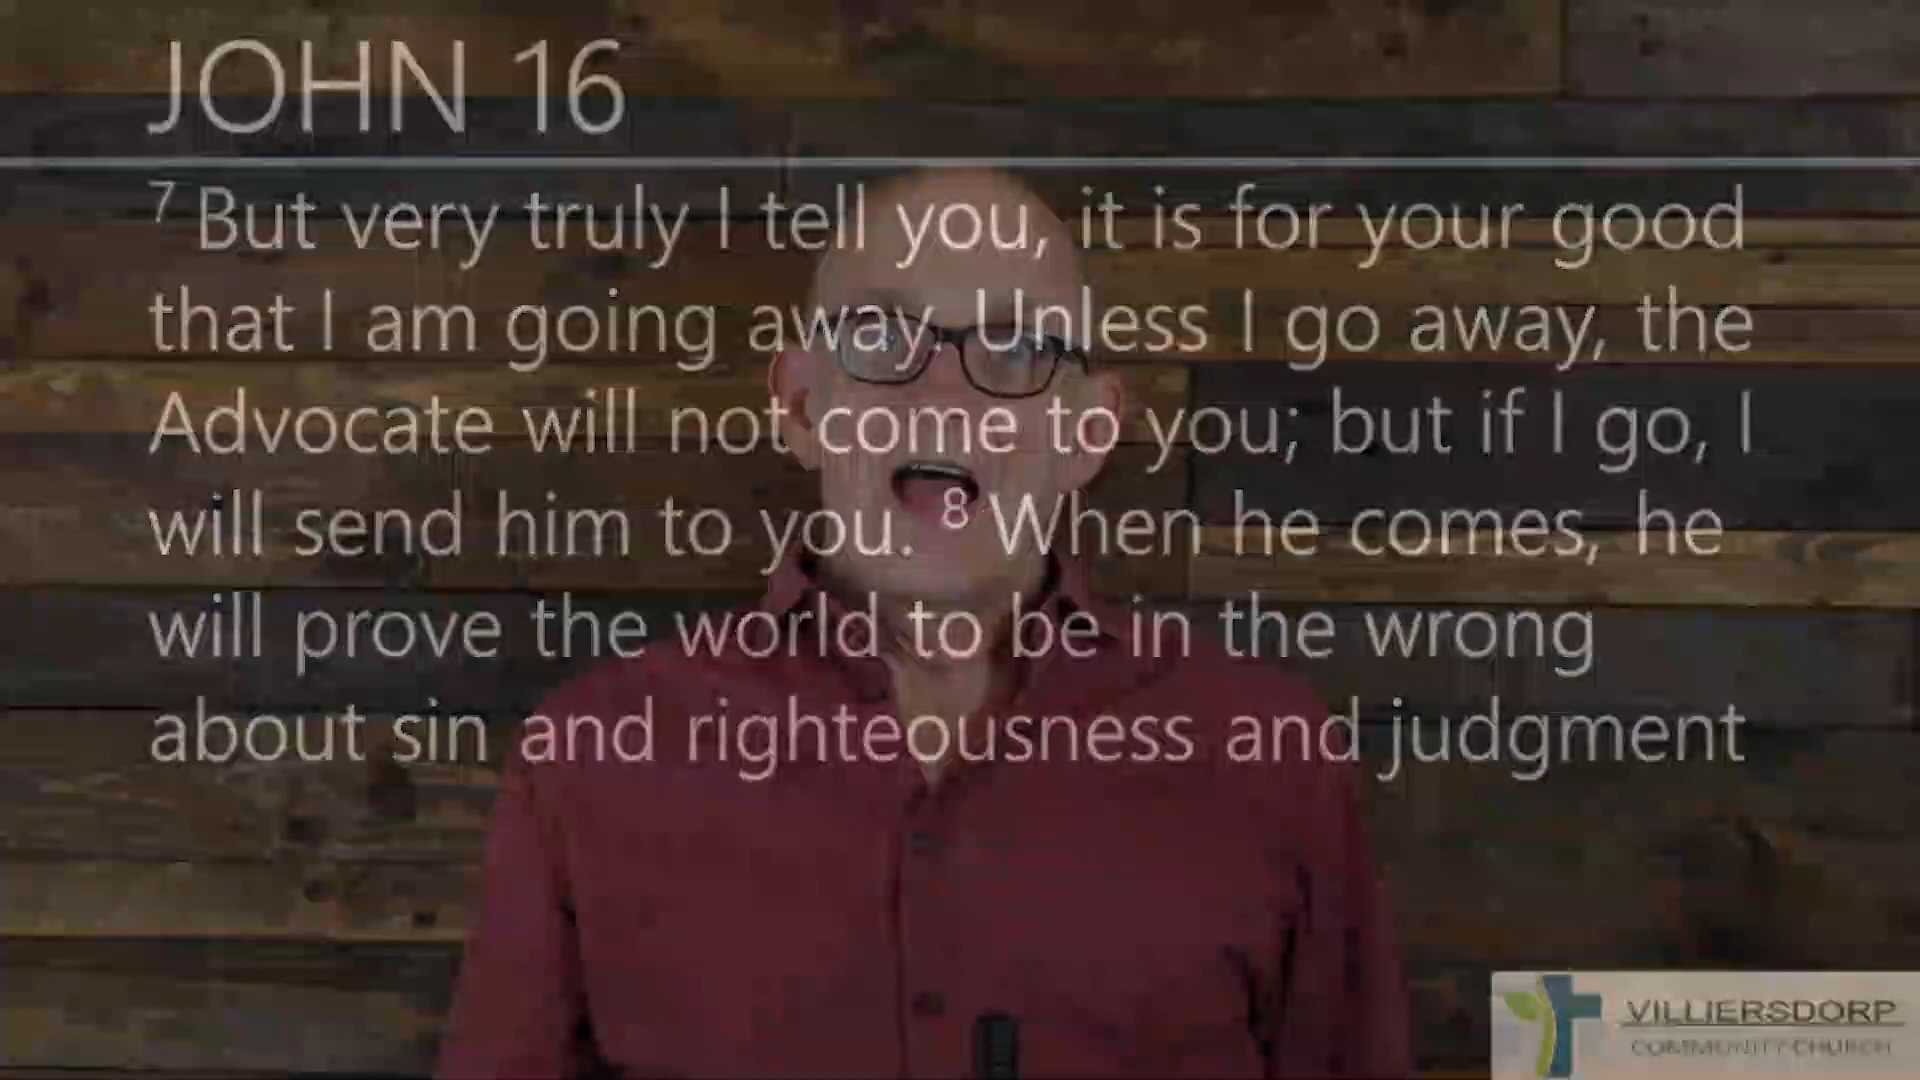 JOHN 16
7 But very truly I tell you, it is for your good
that I am going away. Unless I go away, the
Advocate will not come to you; but if I go, I
will send him to you. 8 When he comes, he
will prove the world to be in the wrong
about sin and righteousness and judgment
VILLIERSDORP
COMMUNITY CHURCH